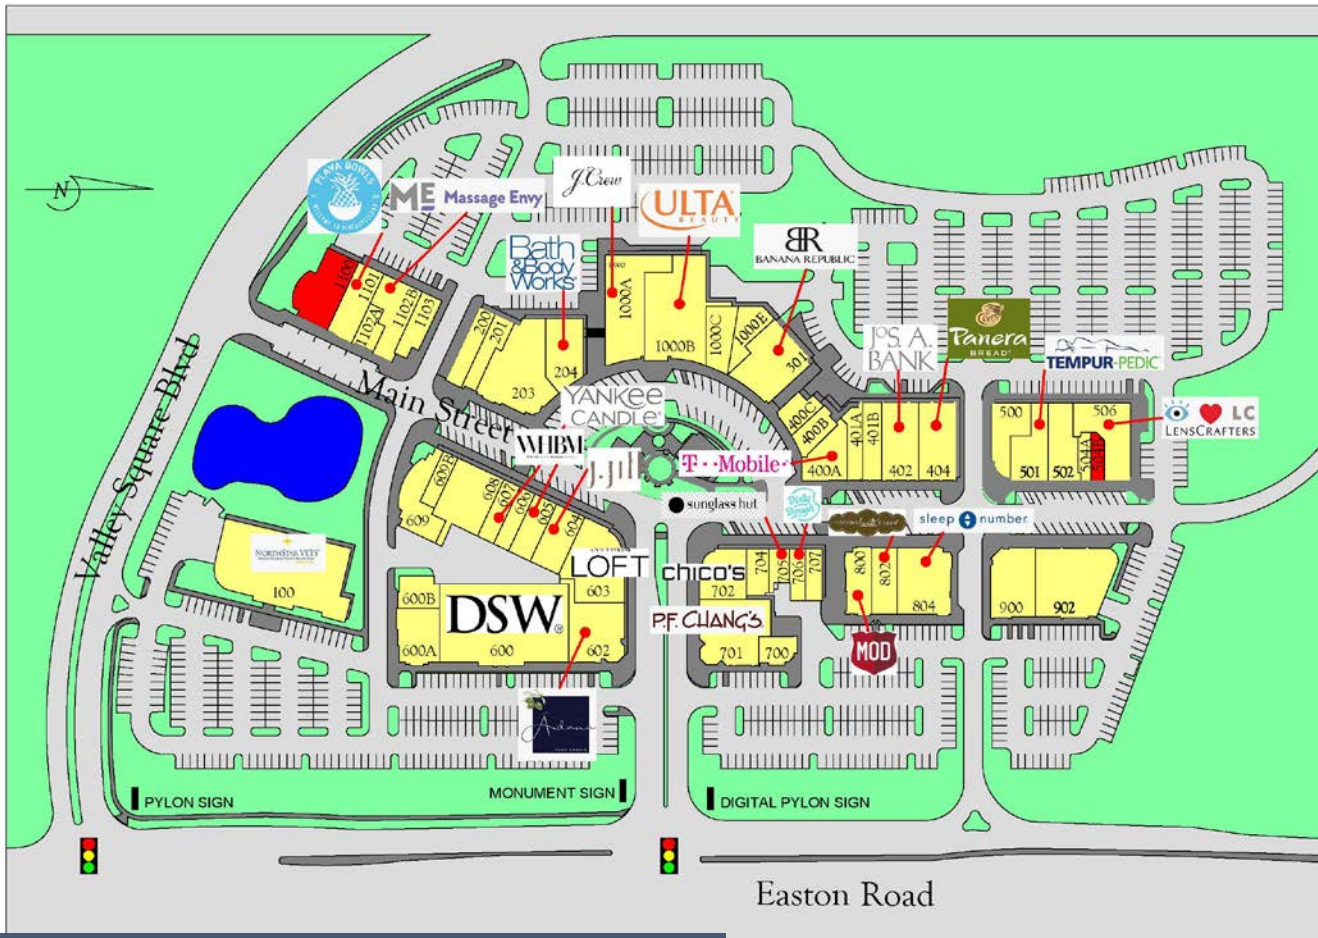 PLAYA BOWLS
ME Massage Envy
J.Crew
ULTA
BEAUTY
BR
BANANA REPUBLIC
Bath
&Body
Works
N
1100
1101
1102A
1102B
1103
200
201
203
204
1000A
1000B
1000C
1000E
301
JoS. A.
BANK
Panera
BREAD
TEMPUR-PEDIC
LC
LENSCRAFTERS
Valley Square Blvd
Main Street
YANKEE
CANDLE
WHBM
J.Jill
T··Mobile·
400C
400B
400A
401A
401B
402
404
500
501
502
504A
504B
506
sunglass hut
sleep number
609B
609
608
607
606
605
604
LOFT
603
chico's
702
704
705
706
707
800
802
804
900
902
NORTHSTAR VETS
100
600B
DSW
600A
600
602
P.F. CHANG'S
701
700
MOD
PYLON SIGN
MONUMENT SIGN
DIGITAL PYLON SIGN
Easton Road